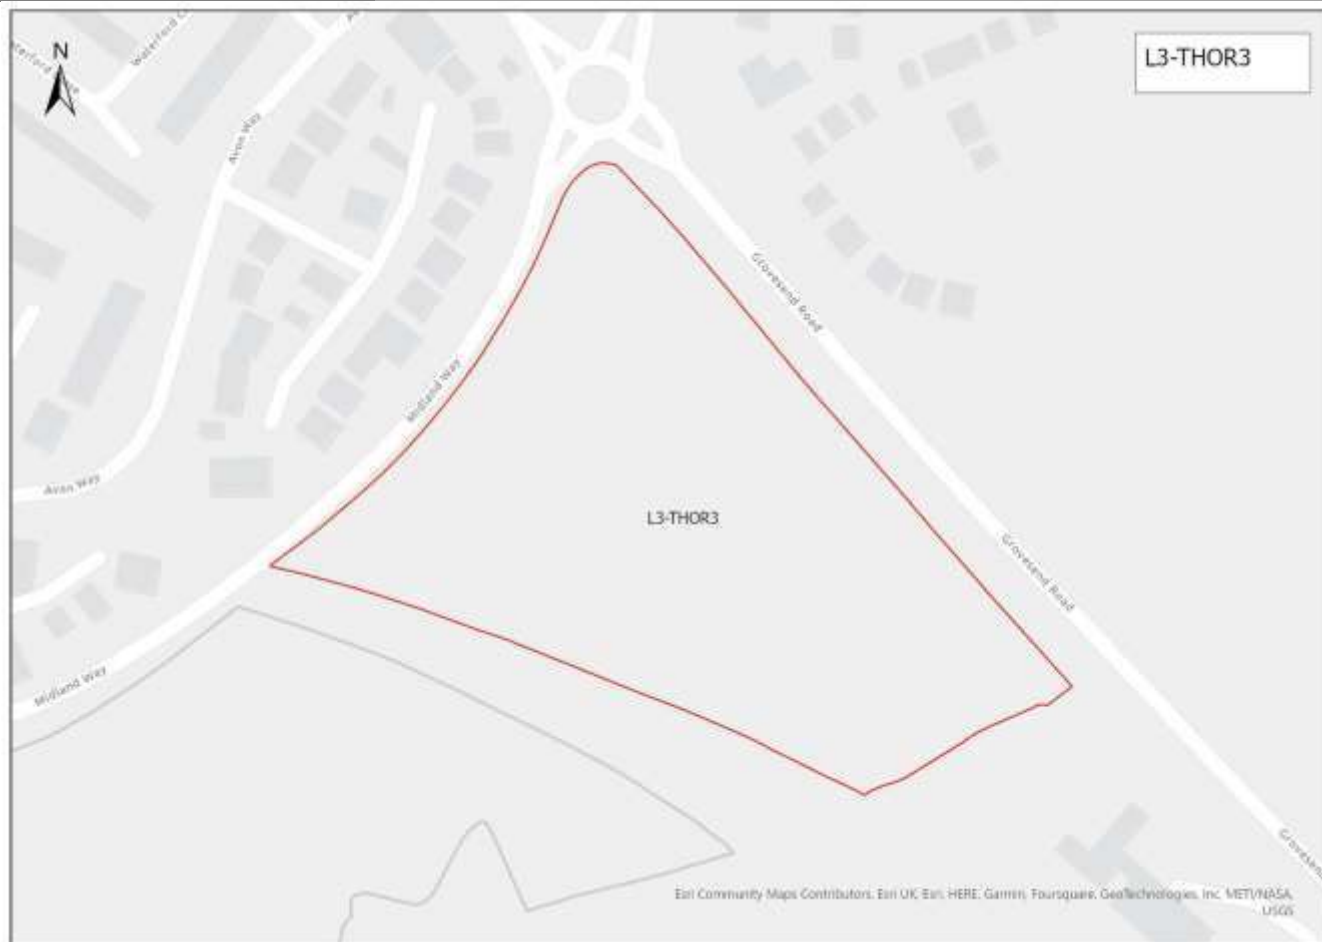 N
L3-THOR3
Avon Way
Grovesend Road
Midland Way
Avon Way
L3-THOR3
Grovesend Road
Midland Way
Esri Community Maps Contributors, Esri UK, Esri, HERE, Garmin, Foursquare, GeoTechnologies, Inc, METI/NASA,
USGS